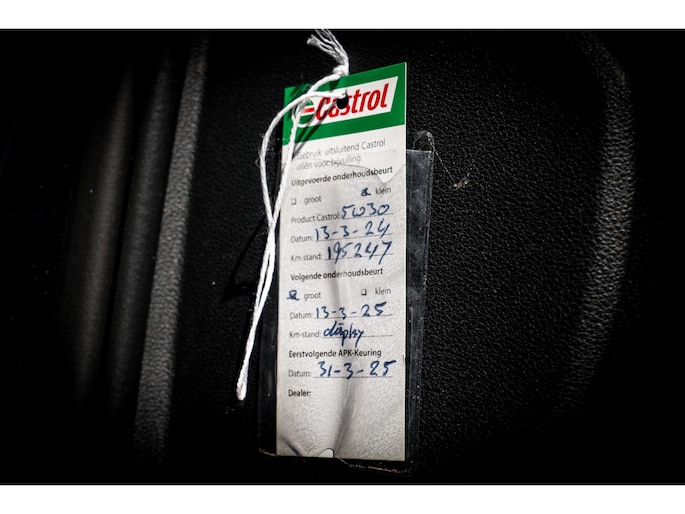 Castrol
Gebruik uitsluitend Castrol
oliën voor bijvulling
Uitgevoerde onderhoudsbeurt
groot klein
Product Castrol: 5W30
Datum: 13-3-24
Km-stand: 195247
Volgende onderhoudsbeurt
groot klein
Datum: 13-3-25
Km-stand: display
Eerstvolgende APK-Keuring
Datum: 31-3-25
Dealer: